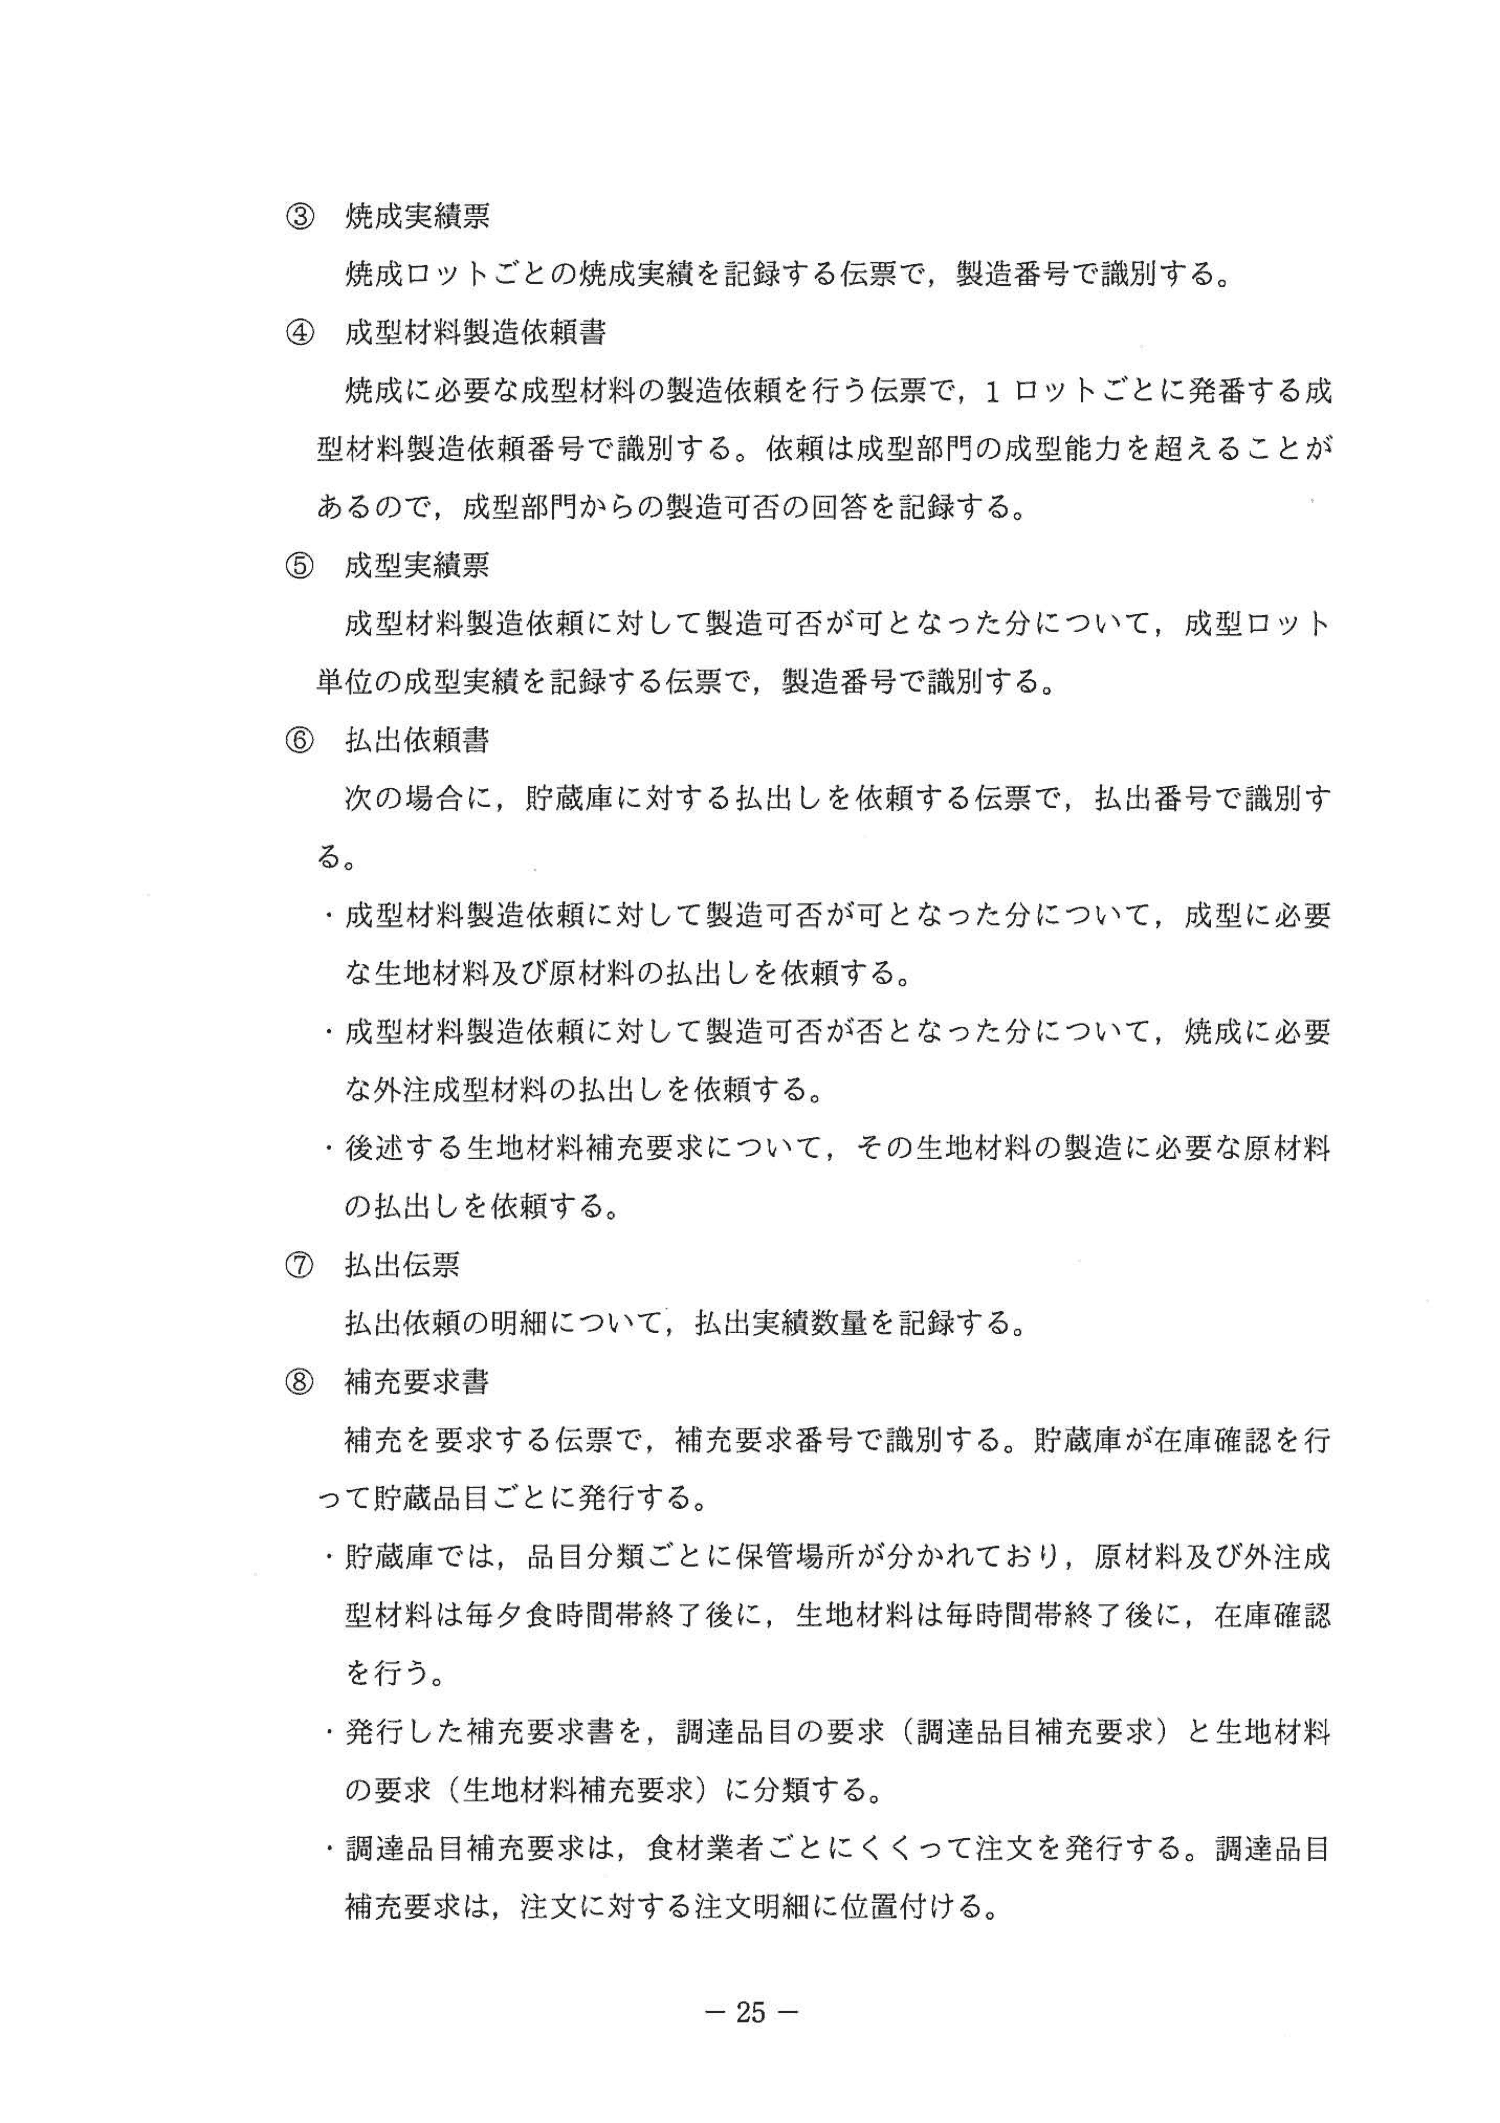 ③　焼成実績票
焼成ロットごとの焼成実績を記録する伝票で，製造番号で識別する。
④　成型材料製造依頼書
焼成に必要な成型材料の製造依頼を行う伝票で，1 ロットごとに発番する成
型材料製造依頼番号で識別する。依頼は成型部門の成型能力を超えることが
あるので，成型部門からの製造可否の回答を記録する。
⑤　成型実績票
成型材料製造依頼に対して製造可否が可となった分について，成型ロット
単位の成型実績を記録する伝票で，製造番号で識別する。
⑥　払出依頼書
次の場合に，貯蔵庫に対する払出しを依頼する伝票で，払出番号で識別す
る。
・成型材料製造依頼に対して製造可否が可となった分について，成型に必要
な生地材料及び原材料の払出しを依頼する。
・成型材料製造依頼に対して製造可否が否となった分について，焼成に必要
な外注成型材料の払出しを依頼する。
・後述する生地材料補充要求について，その生地材料の製造に必要な原材料
の払出しを依頼する。
⑦　払出伝票
払出依頼の明細について，払出実績数量を記録する。
⑧　補充要求書
補充を要求する伝票で，補充要求番号で識別する。貯蔵庫が在庫確認を行
って貯蔵品目ごとに発行する。
・貯蔵庫では，品目分類ごとに保管場所が分かれており，原材料及び外注成
型材料は毎夕食時間帯終了後に，生地材料は毎時間帯終了後に，在庫確認
を行う。
・発行した補充要求書を，調達品目の要求（調達品目補充要求）と生地材料
の要求（生地材料補充要求）に分類する。
・調達品目補充要求は，食材業者ごとにくくって注文を発行する。調達品目
補充要求は，注文に対する注文明細に位置付ける。
－ 25 －